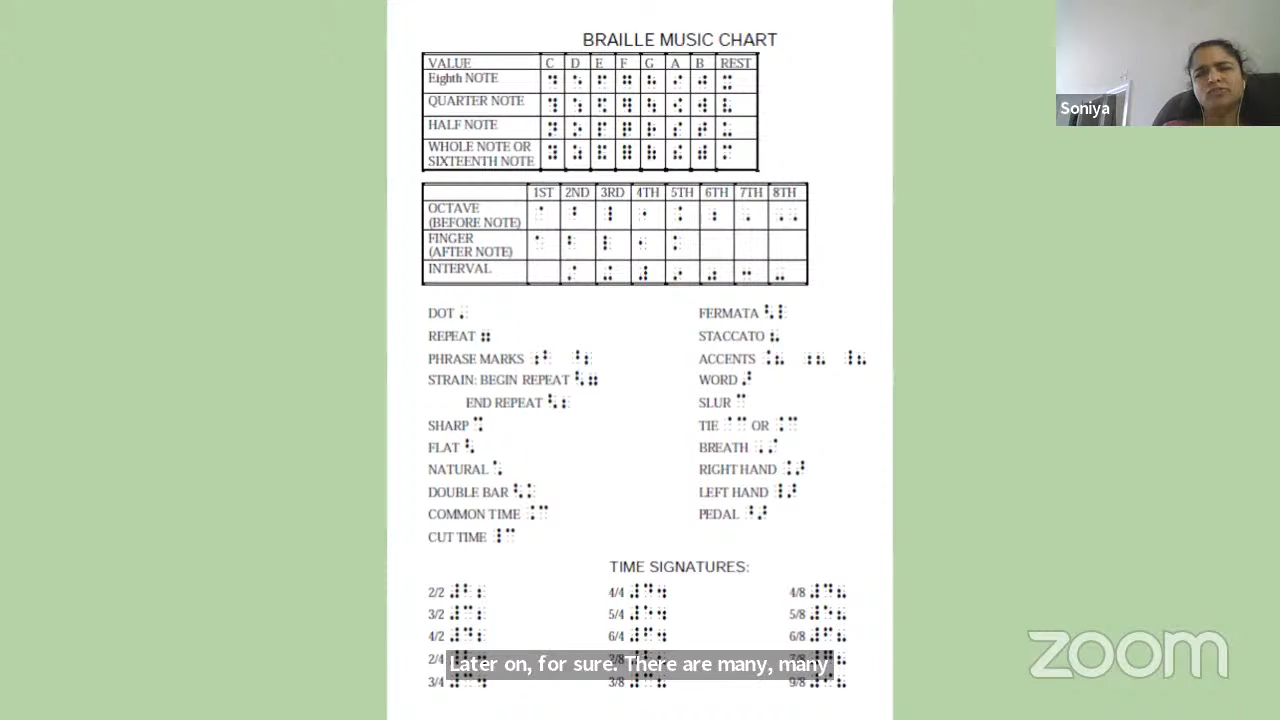 BRAILLE MUSIC CHART
VALUE C D E F G A B REST
Eighth NOTE ⠙ ⠑ ⠋ ⠛ ⠓ ⠊ ⠚ ⠭
QUARTER NOTE ⠹ ⠱ ⠫ ⠻ ⠳ ⠪ ⠺ ⠧
HALF NOTE ⠝ ⠕ ⠏ ⠟ ⠗ ⠎ ⠞ ⠥
WHOLE NOTE OR
SIXTEENTH NOTE ⠽ ⠵ ⠯ ⠿ ⠷ ⠮ ⠾ ⠍
1ST 2ND 3RD 4TH 5TH 6TH 7TH 8TH
OCTAVE
(BEFORE NOTE) ⠈ ⠘ ⠸ ⠐ ⠨ ⠰ ⠠ ⠠⠠
FINGER
(AFTER NOTE) ⠁ ⠃ ⠇ ⠂ ⠅
INTERVAL ⠌ ⠬ ⠼ ⠔ ⠴ ⠒ ⠤
DOT ⠄
REPEAT ⠶
PHRASE MARKS ⠰⠃ ⠘⠆
STRAIN: BEGIN REPEAT ⠣⠶
END REPEAT ⠣⠆
SHARP ⠩
FLAT ⠣
NATURAL ⠡
DOUBLE BAR ⠣⠅
COMMON TIME ⠨⠉
CUT TIME ⠸⠉
FERMATA ⠣⠇
STACCATO ⠦
ACCENTS ⠨⠦ ⠰⠦ ⠸⠦
WORD ⠜
SLUR ⠉
TIE ⠈⠉ OR ⠨⠉
BREATH ⠠⠌
RIGHT HAND ⠨⠜
LEFT HAND ⠸⠜
PEDAL ⠘⠜
TIME SIGNATURES:
2/2 ⠼⠃⠆
3/2 ⠼⠉⠆
4/2 ⠼⠙⠆
2/4
3/4 ⠼⠉⠲
4/4 ⠼⠙⠲
5/4 ⠼⠑⠲
6/4 ⠼⠋⠲
3/8 ⠼⠉⠦
4/8 ⠼⠙⠦
5/8 ⠼⠑⠦
6/8 ⠼⠋⠦
9/8 ⠼⠊⠦
Later on, for sure. There are many, many
Soniya
zoom